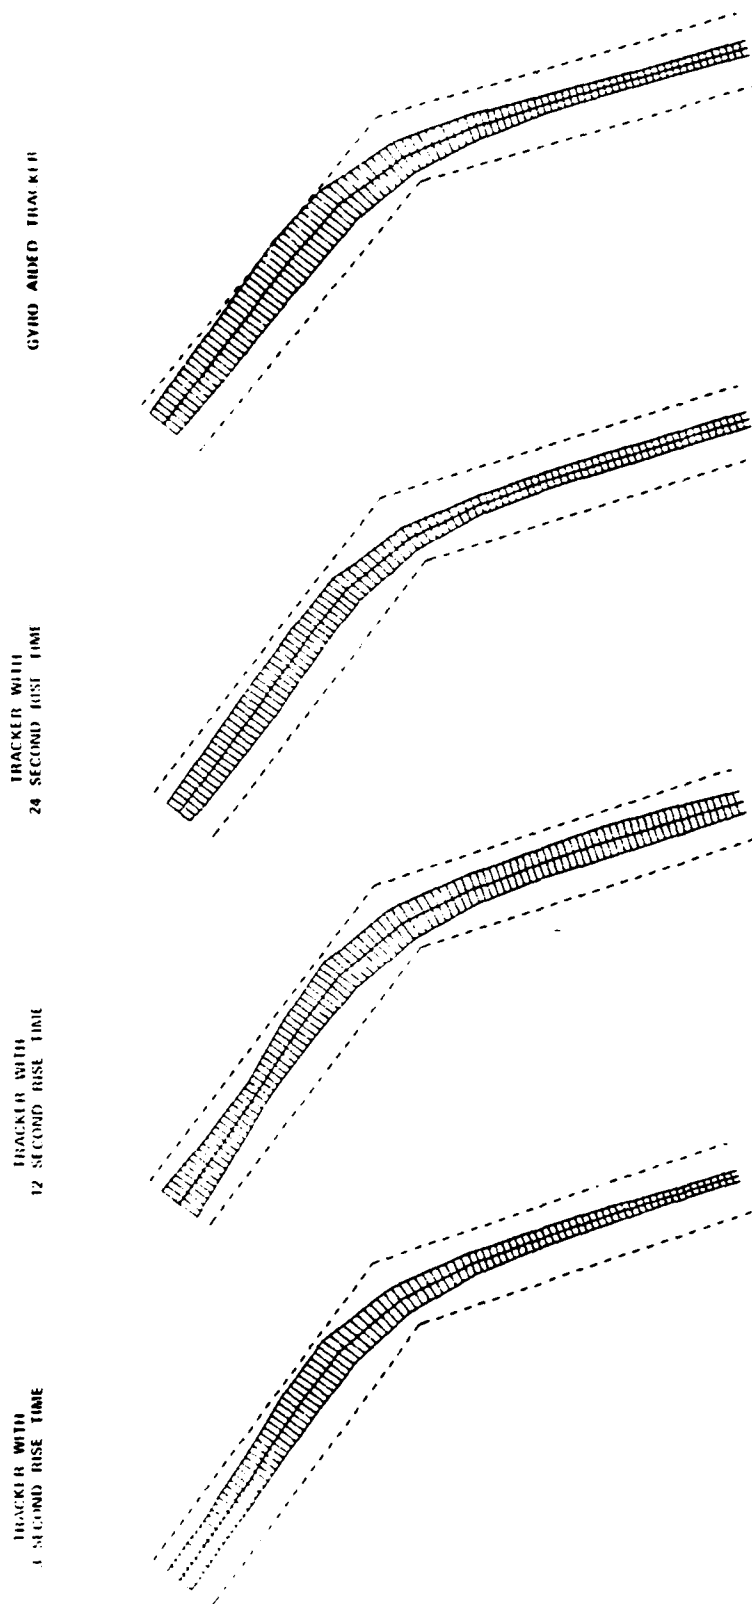 GYRO AIDED TRACKER
TRACKER WITH
24 SECOND RISE TIME
TRACKER WITH
12 SECOND RISE TIME
TRACKER WITH
SECOND RISE TIME